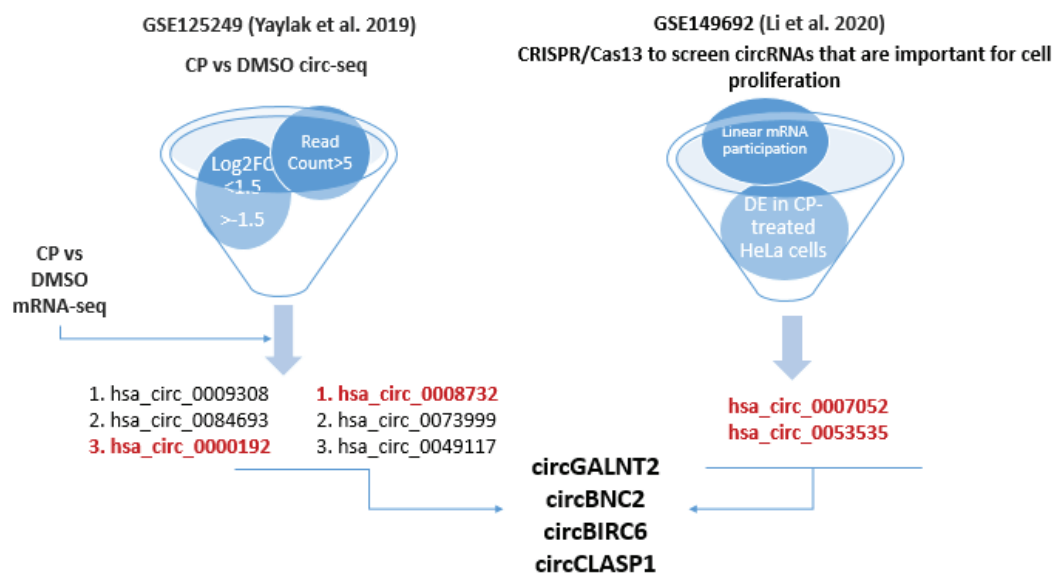 GSE125249 (Yaylak et al. 2019)
CP vs DMSO circ-seq
Read
Count>5
Log2FC
<1.5
>-1.5
CP vs
DMSO
mRNA-seq
1. hsa_circ_0009308
2. hsa_circ_0084693
3. hsa_circ_0000192
1. hsa_circ_0008732
2. hsa_circ_0073999
3. hsa_circ_0049117
GSE149692 (Li et al. 2020)
CRISPR/Cas13 to screen circRNAs that are important for cell
proliferation
Linear mRNA
participation
DE in CP-
treated
HeLa cells
hsa_circ_0007052
hsa_circ_0053535
circGALNT2
circBNC2
circBIRC6
circCLASP1